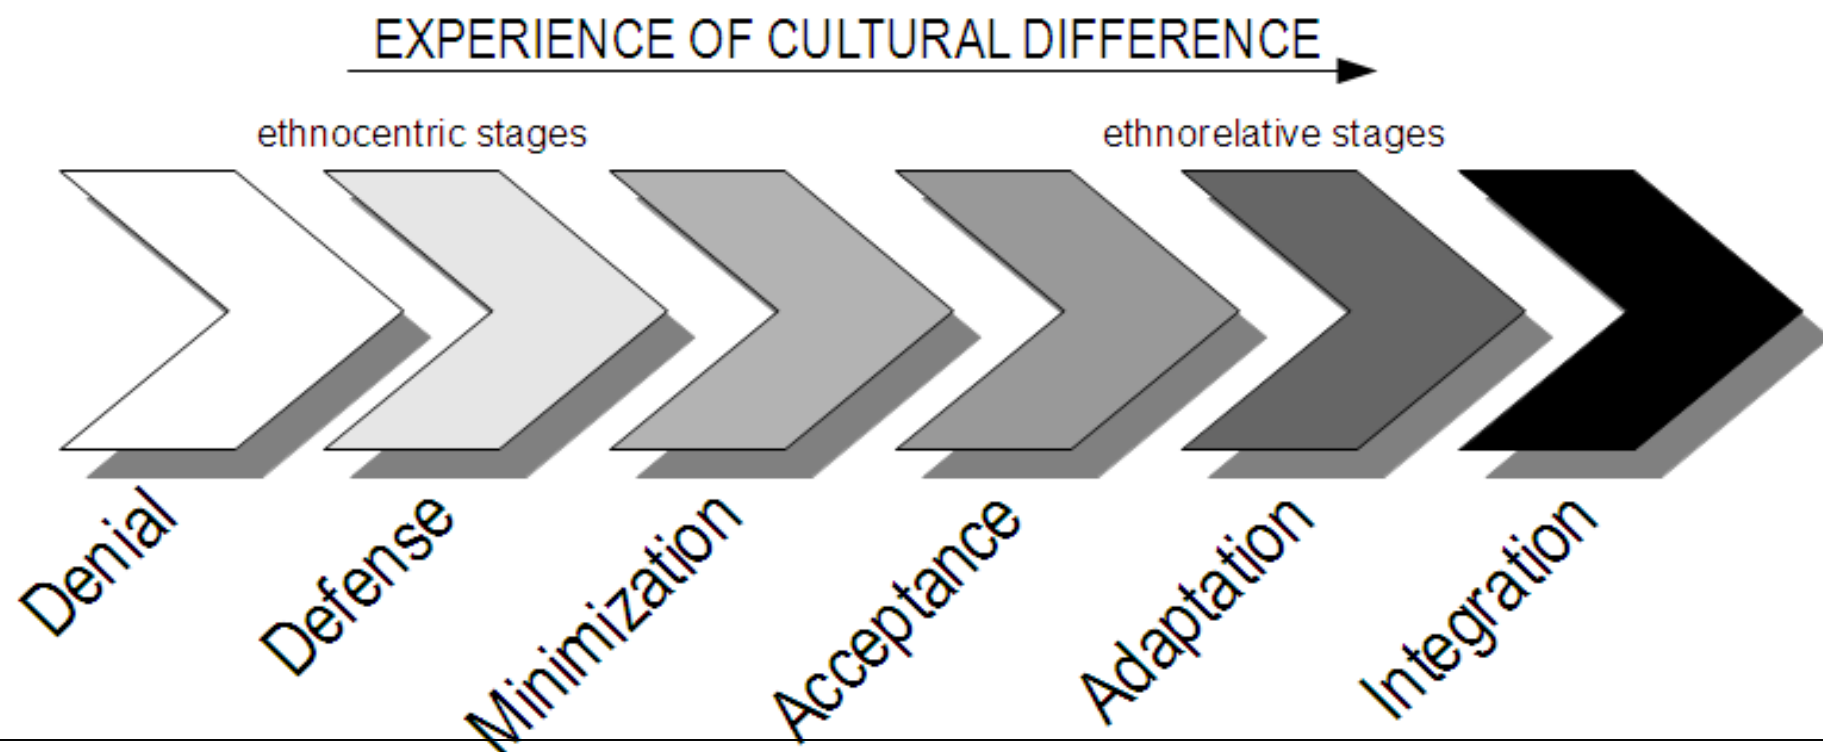 EXPERIENCE OF CULTURAL DIFFERENCE
ethnocentric stages
ethnorelative stages
Denial
Defense
Minimization
Acceptance
Adaptation
Integration